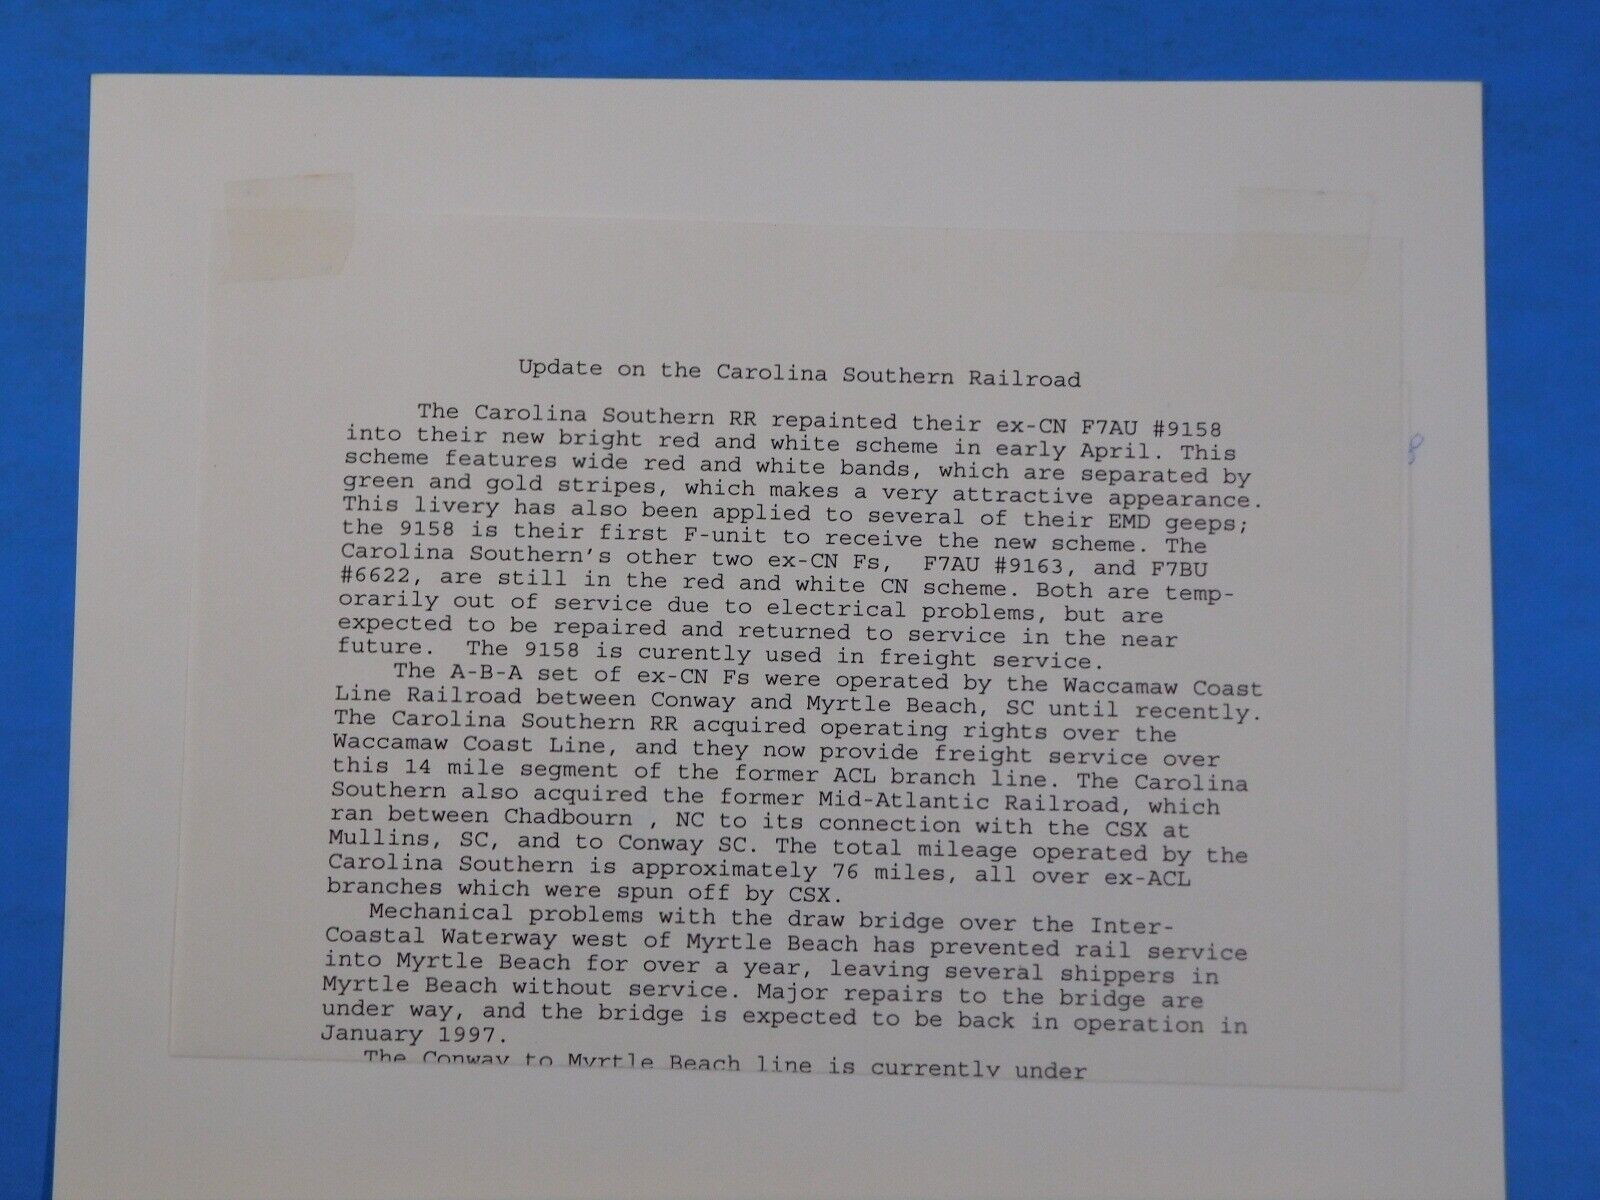 Update on the Carolina Southern Railroad
The Carolina Southern RR repainted their ex-CN F7AU #9158
into their new bright red and white scheme in early April. This
scheme features wide red and white bands, which are separated by
green and gold stripes, which makes a very attractive appearance.
This livery has also been applied to several of their EMD geeps;
the 9158 is their first F-unit to receive the new scheme. The
Carolina Southern's other two ex-CN Fs,  F7AU #9163, and F7BU
#6622, are still in the red and white CN scheme. Both are temp-
orarily out of service due to electrical problems, but are
expected to be repaired and returned to service in the near
future.  The 9158 is curently used in freight service.
The A-B-A set of ex-CN Fs were operated by the Waccamaw Coast
Line Railroad between Conway and Myrtle Beach, SC until recently.
The Carolina Southern RR acquired operating rights over the
Waccamaw Coast Line, and they now provide freight service over
this 14 mile segment of the former ACL branch line. The Carolina
Southern also acquired the former Mid-Atlantic Railroad, which
ran between Chadbourn , NC to its connection with the CSX at
Mullins, SC, and to Conway SC. The total mileage operated by the
Carolina Southern is approximately 76 miles, all over ex-ACL
branches which were spun off by CSX.
Mechanical problems with the draw bridge over the Inter-
Coastal Waterway west of Myrtle Beach has prevented rail service
into Myrtle Beach for over a year, leaving several shippers in
Myrtle Beach without service. Major repairs to the bridge are
under way, and the bridge is expected to be back in operation in
January 1997.
The Conway to Myrtle Beach line is currently under